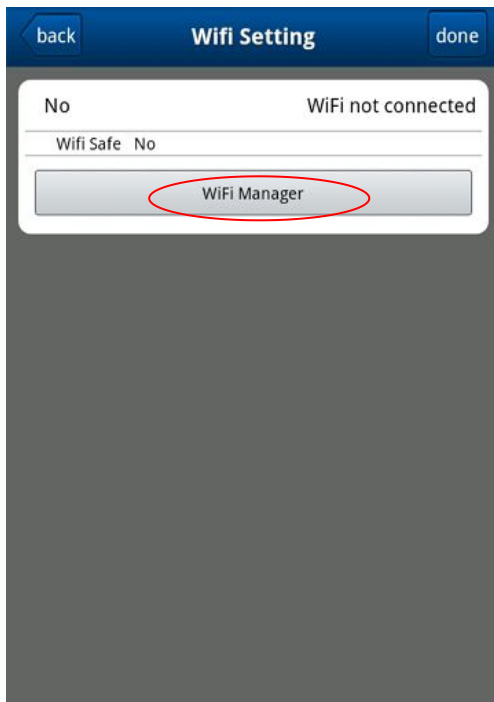 back Wifi Setting done
No WiFi not connected
Wifi Safe No
WiFi Manager